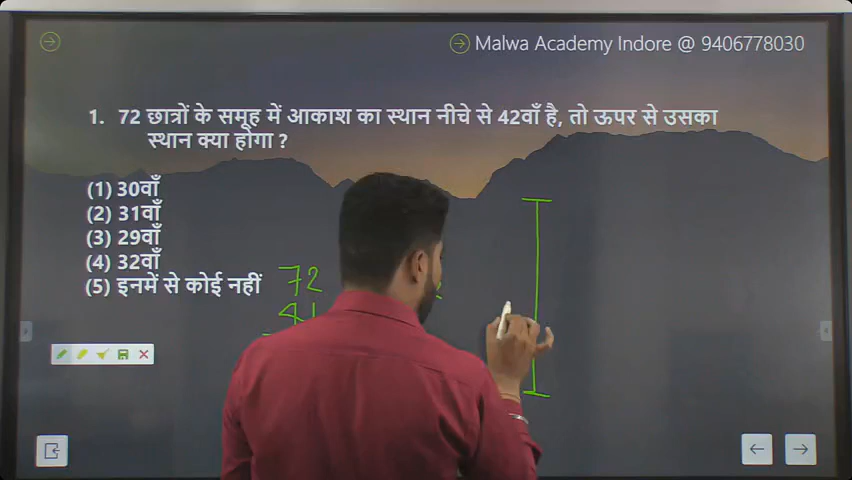 Malwa Academy Indore @ 9406778030
1. 72 छात्रों के समूह में आकाश का स्थान नीचे से 42वाँ है, तो ऊपर से उसका
स्थान क्या होगा ?
(1) 30वाँ
(2) 31वाँ
(3) 29वाँ
(4) 32वाँ
(5) इनमें से कोई नहीं
72
41